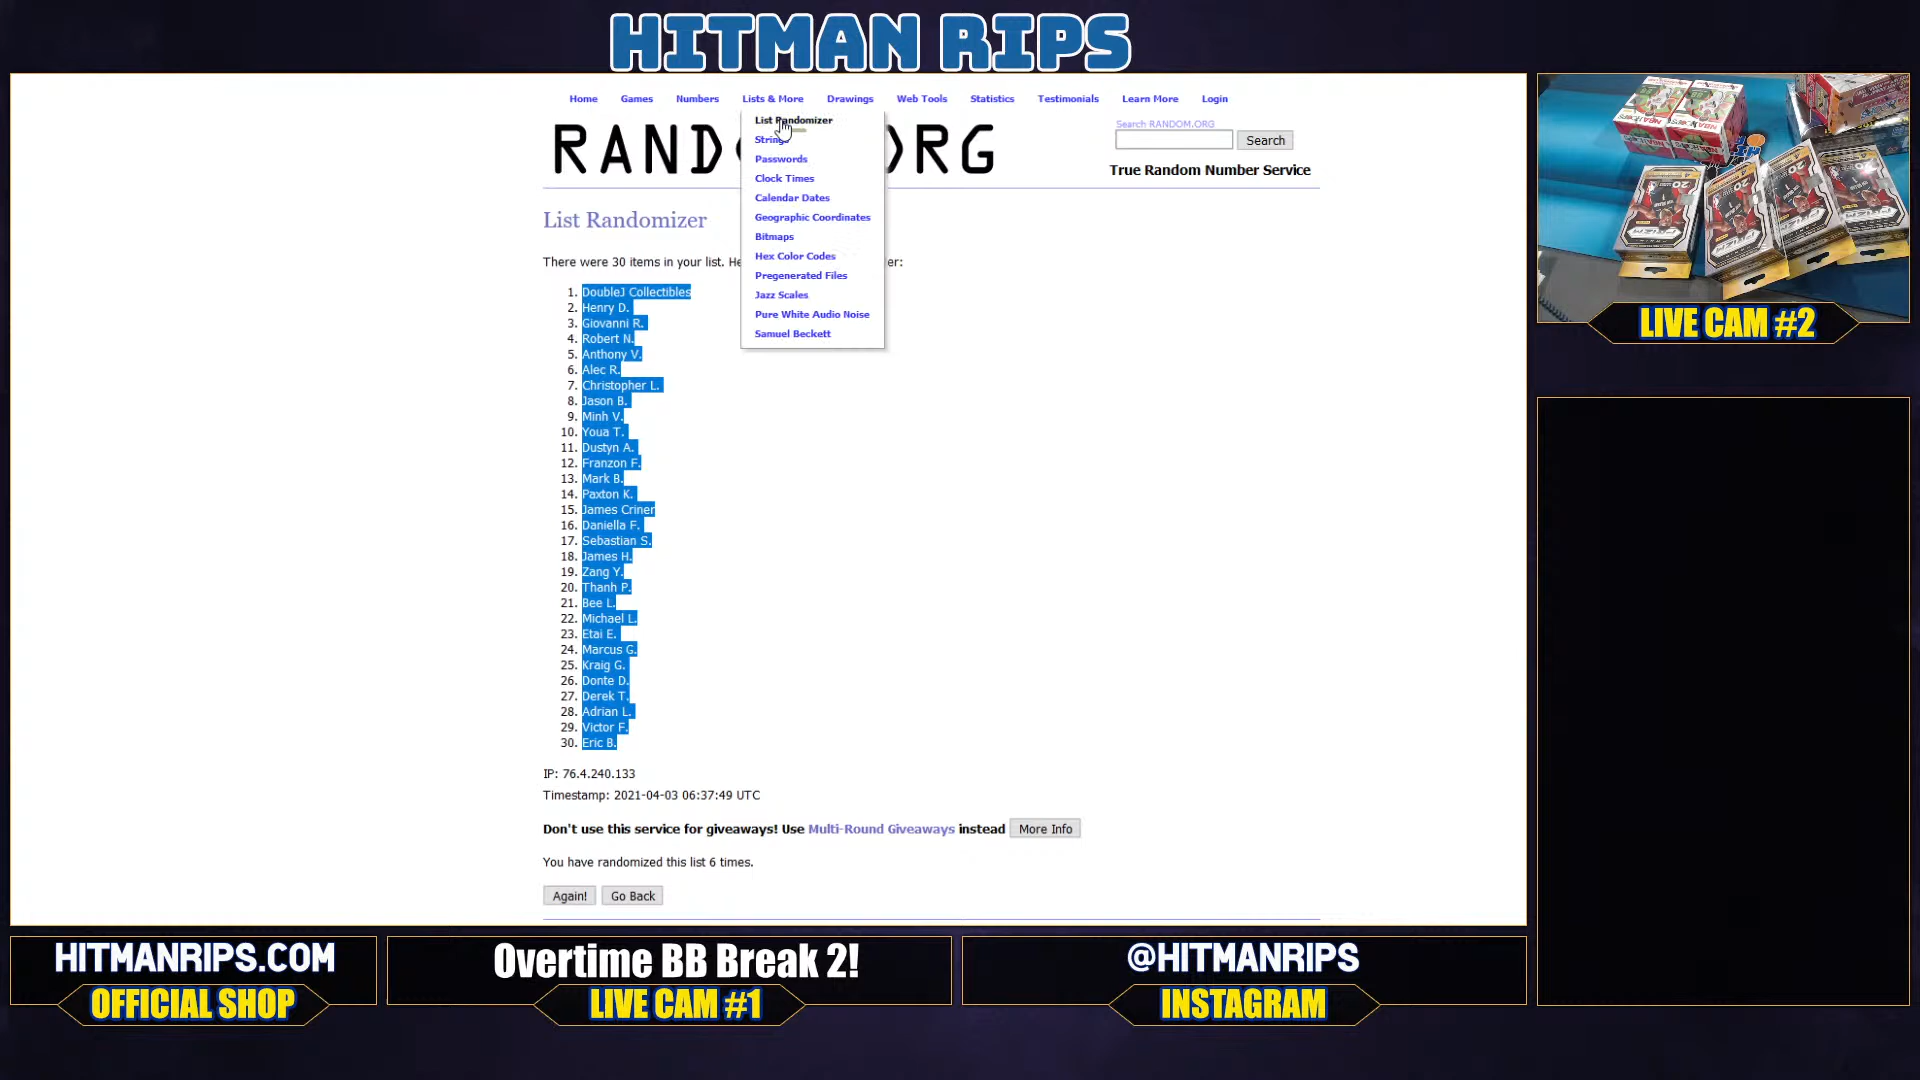 HITMAN RIPS
Home Games Numbers Lists & More Drawings Web Tools Statistics Testimonials Learn More Login
List Randomizer
Strings
Passwords
Clock Times
Calendar Dates
Geographic Coordinates
Bitmaps
Hex Color Codes
Pregenerated Files
Jazz Scales
Pure White Audio Noise
Samuel Beckett
Search RANDOM.ORG
Search
True Random Number Service
List Randomizer
There were 30 items in your list. He er:
1. DoubleJ Collectibles
2. Henry D.
3. Giovanni R.
4. Robert N.
5. Anthony V.
6. Alec R.
7. Christopher L.
8. Jason B.
9. Minh V.
10. Youa T.
11. Dustyn A.
12. Franzon F.
13. Mark B.
14. Paxton K.
15. James Criner
16. Daniella F.
17. Sebastian S.
18. James H.
19. Zang Y.
20. Thanh P.
21. Bee L.
22. Michael L.
23. Etai E.
24. Marcus G.
25. Kraig G.
26. Donte D.
27. Derek T.
28. Adrian L.
29. Victor F.
30. Eric B.
IP: 76.4.240.133
Timestamp: 2021-04-03 06:37:49 UTC
Don't use this service for giveaways! Use Multi-Round Giveaways instead More Info
You have randomized this list 6 times.
Again! Go Back
LIVE CAM #2
HITMANRIPS.COM
OFFICIAL SHOP
Overtime BB Break 2!
LIVE CAM #1
@HITMANRIPS
INSTAGRAM